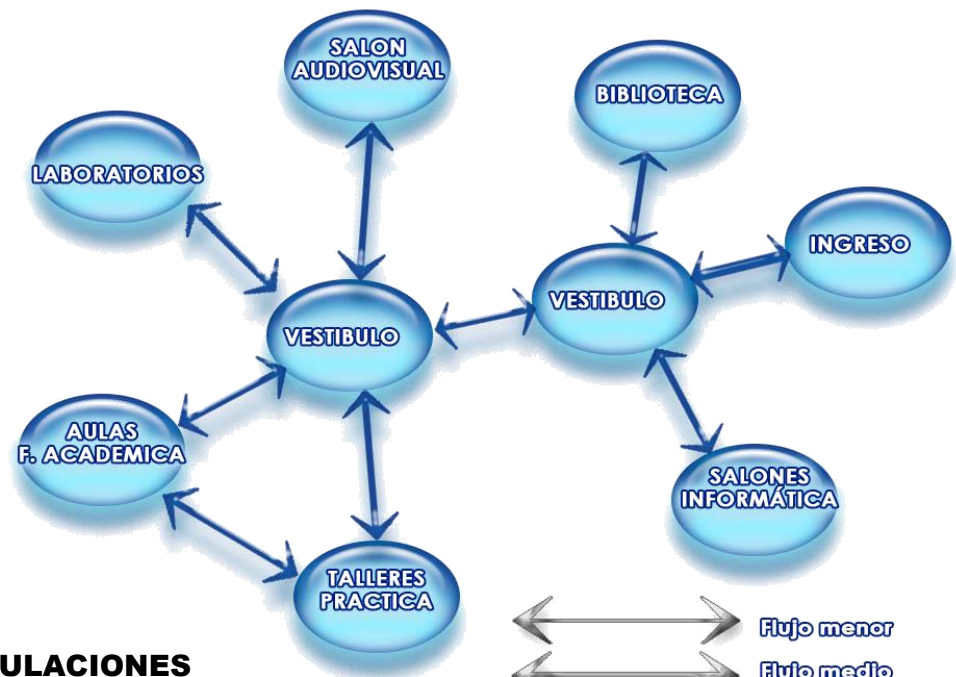 SALON
AUDIOVISUAL
BIBLIOTECA
LABORATORIOS
INGRESO
VESTIBULO
VESTIBULO
AULAS
F. ACADEMICA
SALONES
INFORMÁTICA
TALLERES
PRACTICA
Flujo menor
ULACIONES
Flujo medio